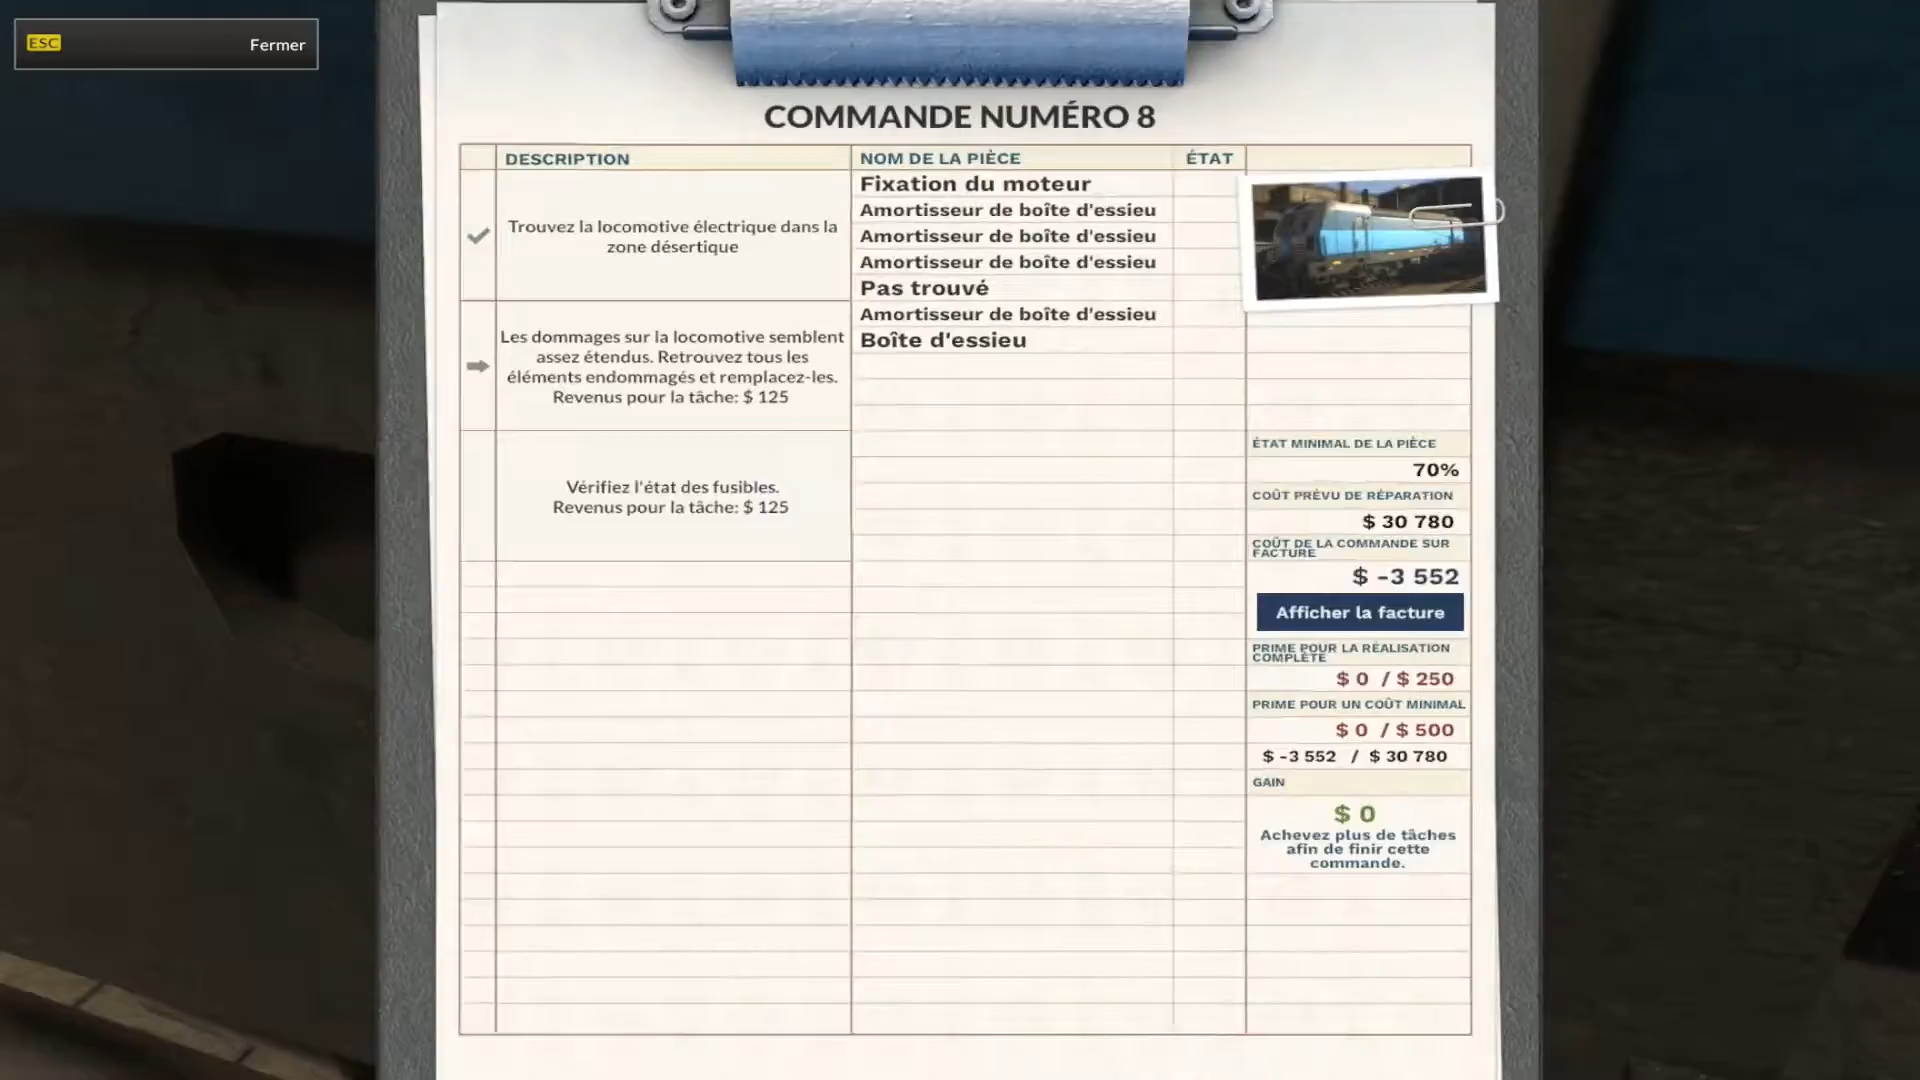 ESC Fermer
COMMANDE NUMÉRO 8
DESCRIPTION NOM DE LA PIÈCE ÉTAT
Trouvez la locomotive électrique dans la
zone désertique
Les dommages sur la locomotive semblent
assez étendus. Retrouvez tous les
éléments endommagés et remplacez-les.
Revenus pour la tâche: $ 125
Vérifiez l'état des fusibles.
Revenus pour la tâche: $ 125
Fixation du moteur
Amortisseur de boîte d'essieu
Amortisseur de boîte d'essieu
Amortisseur de boîte d'essieu
Pas trouvé
Amortisseur de boîte d'essieu
Boîte d'essieu
ÉTAT MINIMAL DE LA PIÈCE
70%
COÛT PRÉVU DE RÉPARATION
$ 30 780
COÛT DE LA COMMANDE SUR
FACTURE
$ -3 552
Afficher la facture
PRIME POUR LA RÉALISATION
COMPLÈTE
$ 0 / $ 250
PRIME POUR UN COÛT MINIMAL
$ 0 / $ 500
$ -3 552 / $ 30 780
GAIN
$ 0
Achevez plus de tâches
afin de finir cette
commande.